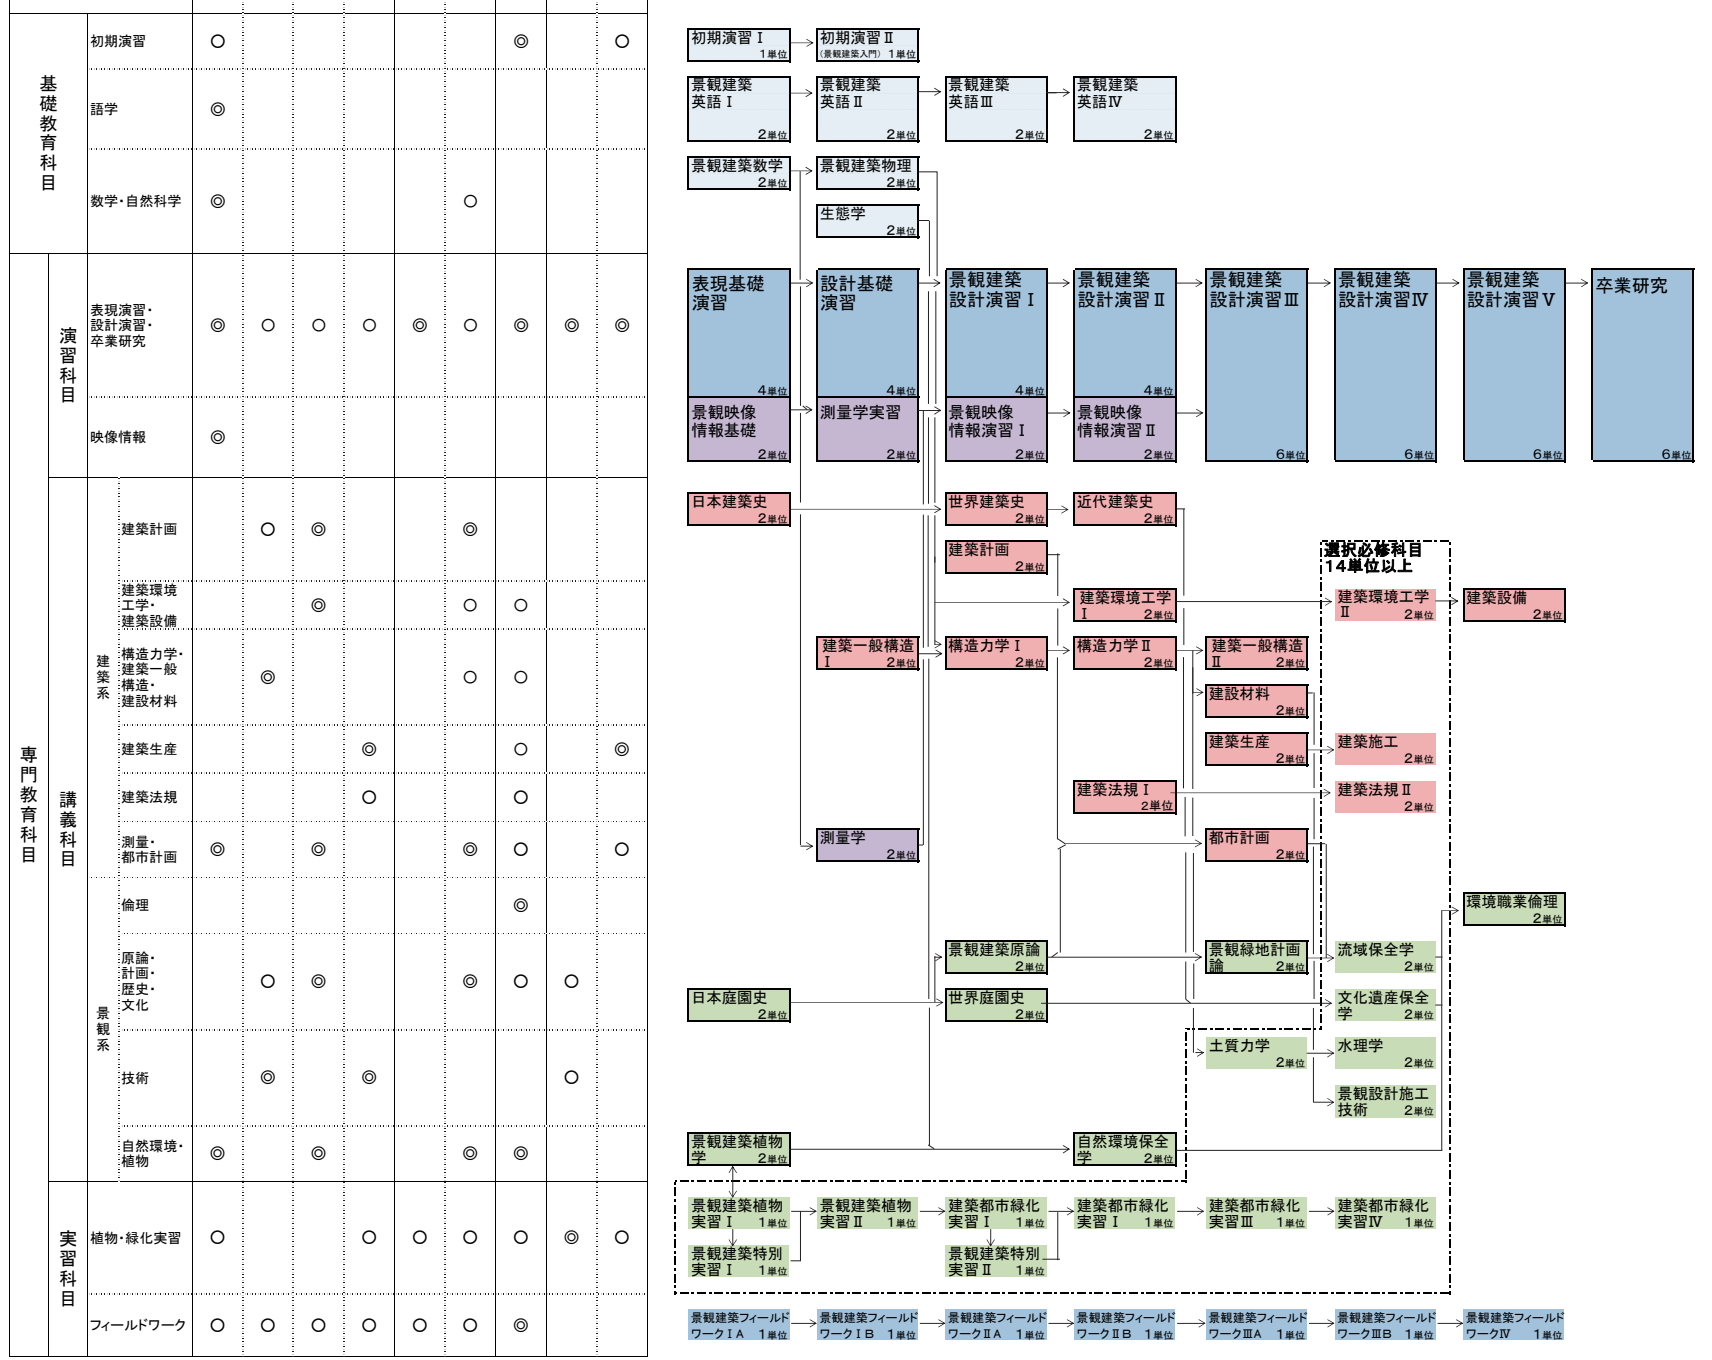 基礎教育科目
初期演習 ○ ◎ ○
語学 ◎
数学・自然科学 ◎ ○
専門教育科目
演習科目
表現演習・
設計演習・
卒業研究
◎ ○ ○ ○ ◎ ○ ◎ ◎ ◎
映像情報 ◎
講義科目
建築系
建築計画 ○ ◎ ◎
建築環境
工学・
建築設備
◎ ○ ○
構造力学・
建築一般
構造・
建設材料
◎ ○ ○
建築生産 ◎ ○ ◎
建築法規 ○ ○
測量・
都市計画
◎ ◎ ◎ ○ ○
景観系
倫理 ◎
原論・
計画・
歴史・
文化
○ ◎ ◎ ○ ○
技術 ◎ ◎ ○
自然環境・
植物
◎ ◎ ◎ ◎
実習科目
植物・緑化実習 ○ ○ ○ ○ ○ ◎ ○
フィールドワーク ○ ○ ○ ○ ○ ○ ◎
初期演習Ⅰ
1単位
初期演習Ⅱ
(景観建築入門) 1単位
景観建築
英語Ⅰ
2単位
景観建築
英語Ⅱ
2単位
景観建築
英語Ⅲ
2単位
景観建築
英語Ⅳ
2単位
景観建築数学
2単位
景観建築物理
2単位
生態学
2単位
表現基礎
演習
4単位
設計基礎
演習
4単位
景観建築
設計演習Ⅰ
4単位
景観建築
設計演習Ⅱ
4単位
景観建築
設計演習Ⅲ
6単位
景観建築
設計演習Ⅳ
6単位
景観建築
設計演習Ⅴ
6単位
卒業研究
6単位
景観映像
情報基礎
2単位
測量学実習
2単位
景観映像
情報演習Ⅰ
2単位
景観映像
情報演習Ⅱ
2単位
日本建築史
2単位
世界建築史
2単位
近代建築史
2単位
建築計画
2単位
選択必修科目
14単位以上
建築環境工学
Ⅰ 2単位
建築環境工学
Ⅱ 2単位
建築設備
2単位
建築一般構造
Ⅰ 2単位
構造力学Ⅰ
2単位
構造力学Ⅱ
2単位
建築一般構造
Ⅱ 2単位
建設材料
2単位
建築生産
2単位
建築施工
2単位
建築法規Ⅰ
2単位
建築法規Ⅱ
2単位
測量学
2単位
都市計画
2単位
環境職業倫理
2単位
景観建築原論
2単位
景観緑地計画
論 2単位
流域保全学
2単位
日本庭園史
2単位
世界庭園史
2単位
文化遺産保全
学 2単位
土質力学
2単位
水理学
2単位
景観設計施工
技術 2単位
景観建築植物
学 2単位
自然環境保全
学 2単位
景観建築植物
実習Ⅰ 1単位
景観建築植物
実習Ⅱ 1単位
建築都市緑化
実習Ⅰ 1単位
建築都市緑化
実習Ⅰ 1単位
建築都市緑化
実習Ⅲ 1単位
建築都市緑化
実習Ⅳ 1単位
景観建築特別
実習Ⅰ 1単位
景観建築特別
実習Ⅱ 1単位
景観建築フィールド
ワークⅠA 1単位
景観建築フィールド
ワークⅠB 1単位
景観建築フィールド
ワークⅡA 1単位
景観建築フィールド
ワークⅡB 1単位
景観建築フィールド
ワークⅢA 1単位
景観建築フィールド
ワークⅢB 1単位
景観建築フィールド
ワークⅣ 1単位